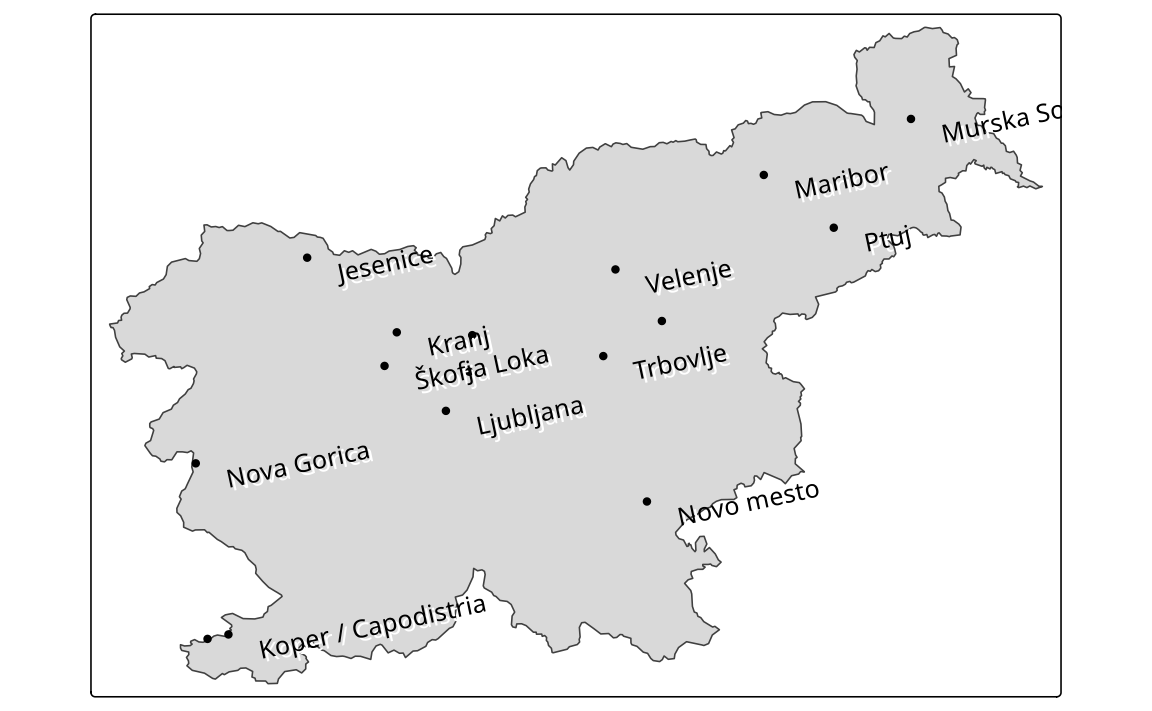 Murska So
Maribor
Ptuj
Jesenice
Velenje
Kranj
Škofja Loka
Trbovlje
Ljubljana
Nova Gorica
Novo mesto
Koper / Capodistria